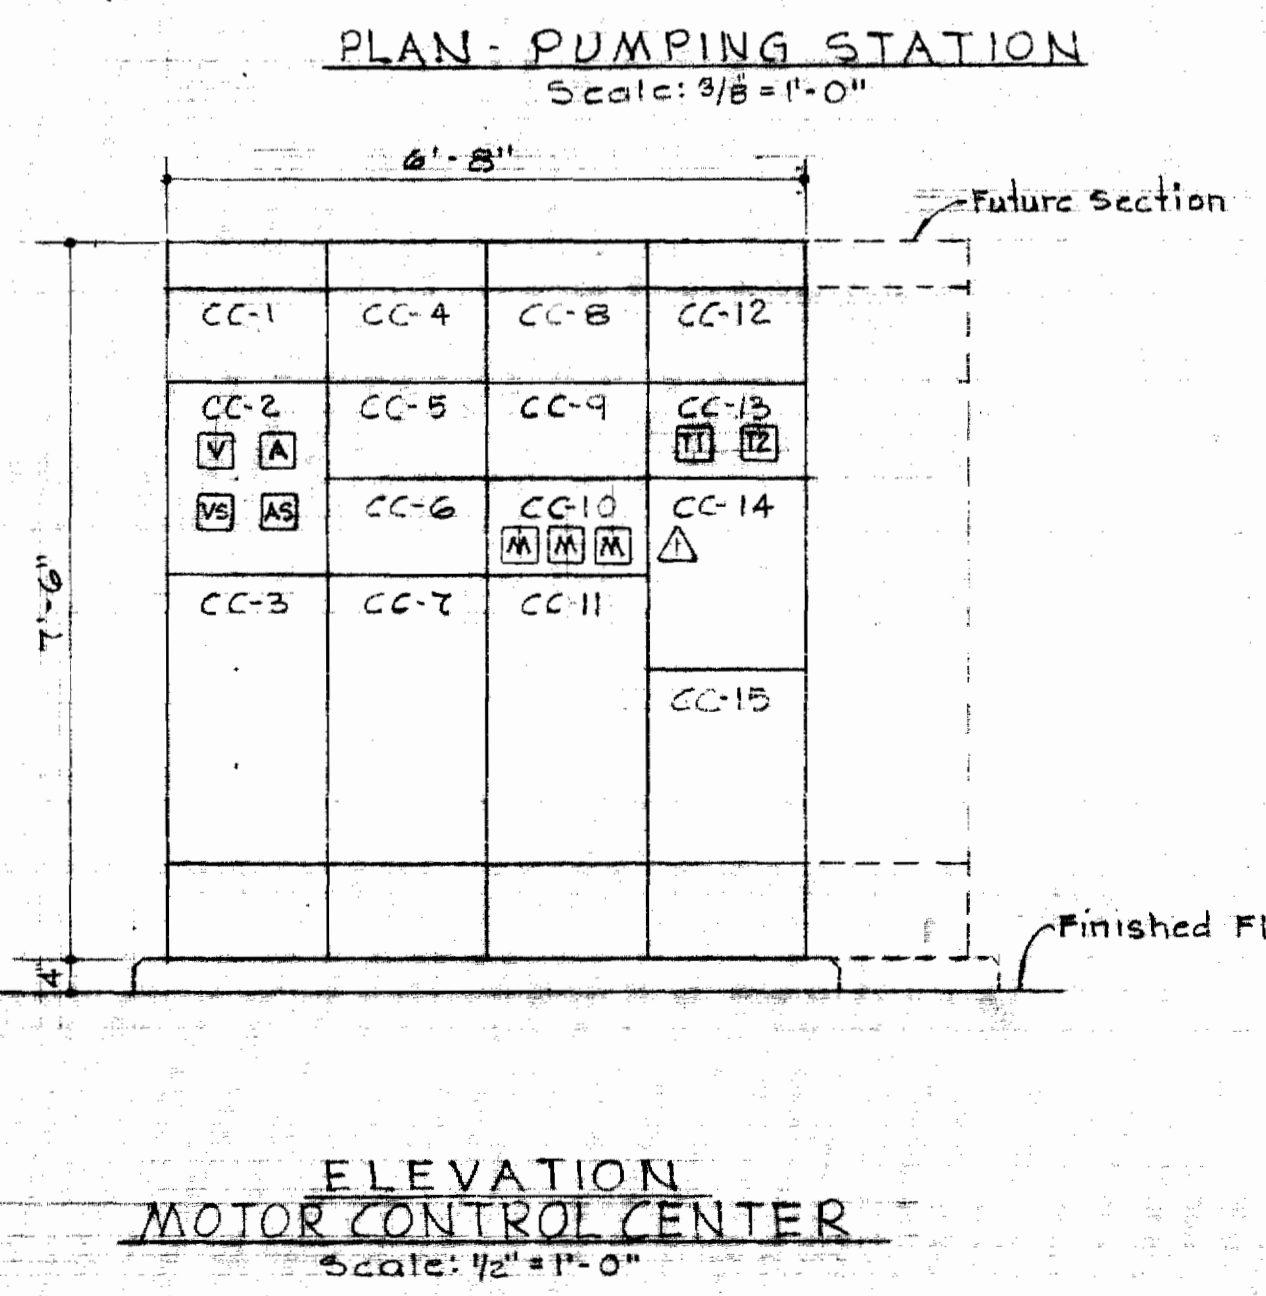 PLAN - PUMPING STATION
Scale: 3/8" = 1'-0"
6'-8"
Future Section
CC-1 CC-4 CC-8 CC-12
CC-2 CC-5 CC-9 CC-13
V A T1 T2
CC-6 CC-10 CC-14
VS AS M M M 1
7'-6"
CC-3 CC-7 CC-11
CC-15
Finished Fl
4"
ELEVATION
MOTOR CONTROL CENTER
Scale: 1/2" = 1'-0"